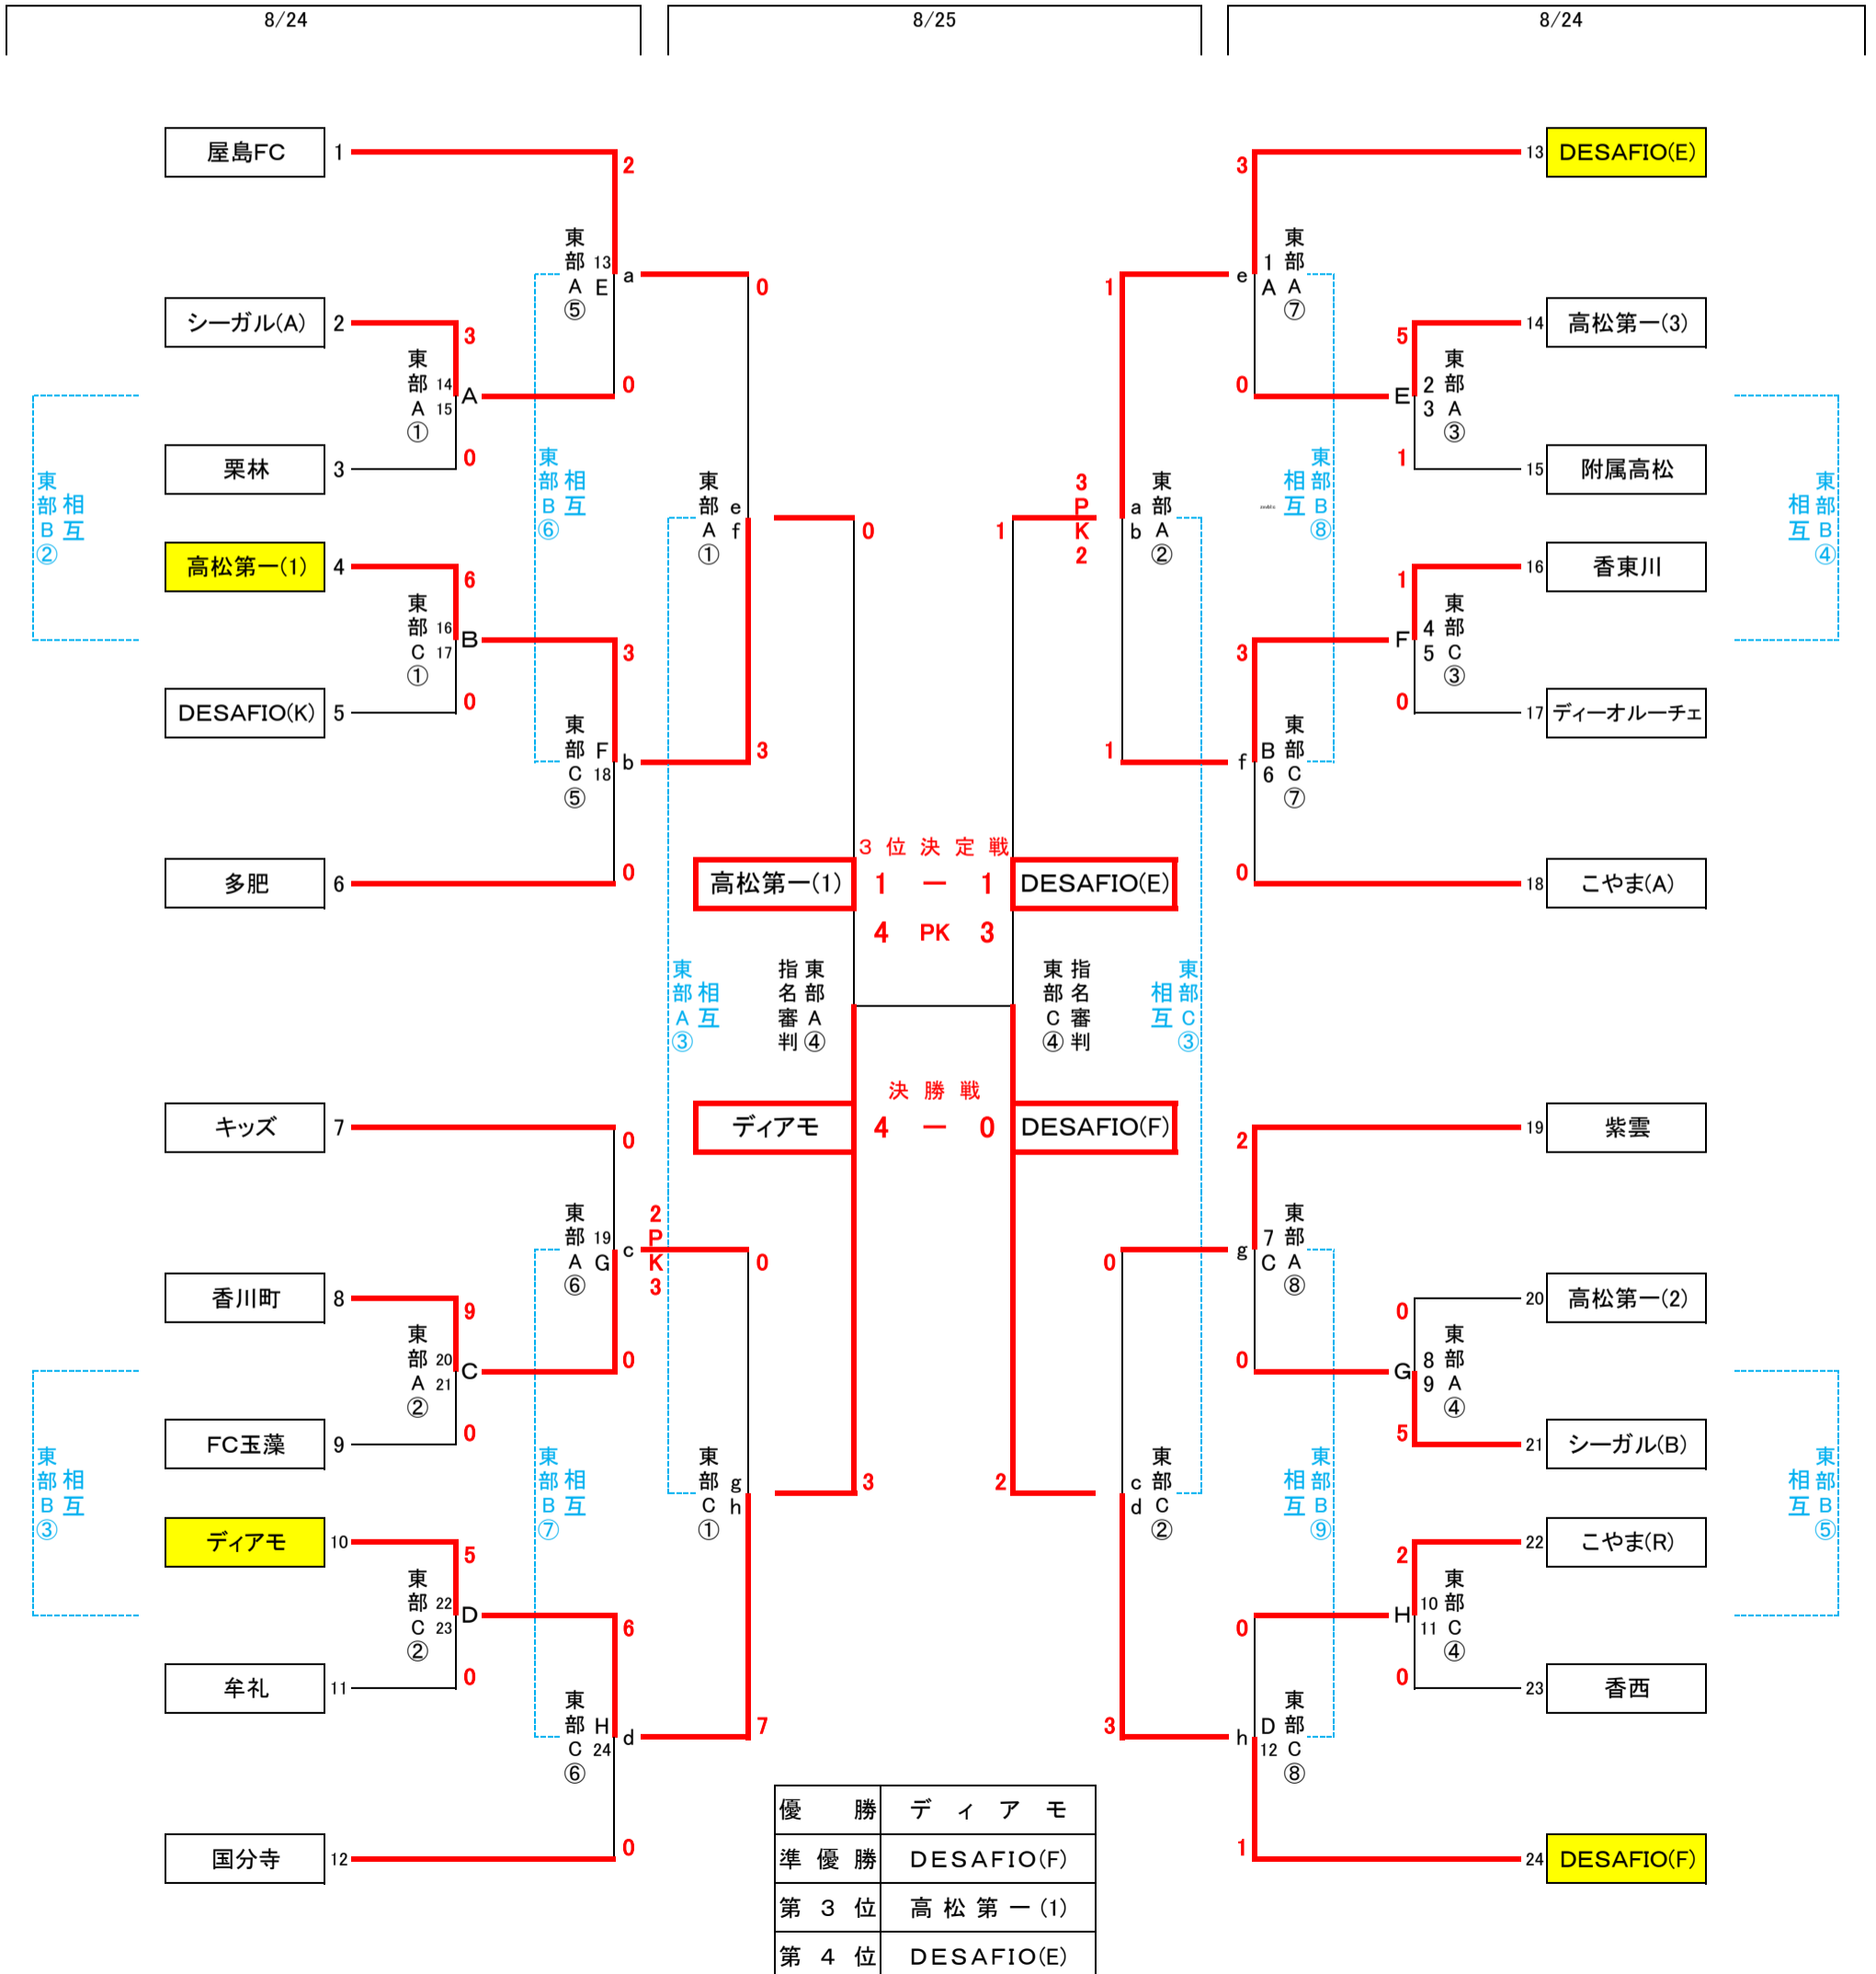 8/24
8/25
8/24
屋島FC 1
2
東部A⑤ 13 E a
シーガル(A) 2
3
東部A① 14 15 A
0
栗林 3
0
東部B② 相互
東部B⑥ 相互
高松第一(1) 4
6
東部C① 16 17 B
0
DESAFIO(K) 5
3
東部C⑤ F 18 b
0
多肥 6
0
東部A① e f
3
0
東部A③ 相互
キッズ 7
0
東部A⑥ 19 G c
2 PK 3
香川町 8
9
東部A② 20 21 C
0
FC玉藻 9
0
東部B③ 相互
東部B⑦ 相互
ディアモ 10
5
東部C② 22 23 D
0
牟礼 11
6
東部C⑥ H 24 d
0
国分寺 12
0
東部C① g h
7
3
3位決定戦
高松第一(1) 1 ー 1 DESAFIO(E)
4 PK 3
指名審判 東部A④
東部C④ 指名審判
決勝戦
ディアモ 4 ー 0 DESAFIO(F)
13 DESAFIO(E)
3
e 1 A 東部A⑦
14 高松第一(3)
5
E 2 3 東部A③
1
15 附属高松
0
相互 東部B⑧
相互 東部B④
16 香東川
1
F 4 5 東部C③
0
17 ディーオルーチェ
3
f B 6 東部C⑦
0
18 こやま(A)
1
3 PK 2
a b 東部A②
1
1
相互 東部C③
19 紫雲
2
g 7 C 東部A⑧
20 高松第一(2)
0
G 8 9 東部A④
5
21 シーガル(B)
0
相互 東部B⑨
相互 東部B⑤
22 こやま(R)
2
H 10 11 東部C④
0
23 香西
0
h D 12 東部C⑧
1
24 DESAFIO(F)
0
c d 東部C②
3
2
優勝 ディアモ
準優勝 DESAFIO(F)
第3位 高松第一(1)
第4位 DESAFIO(E)